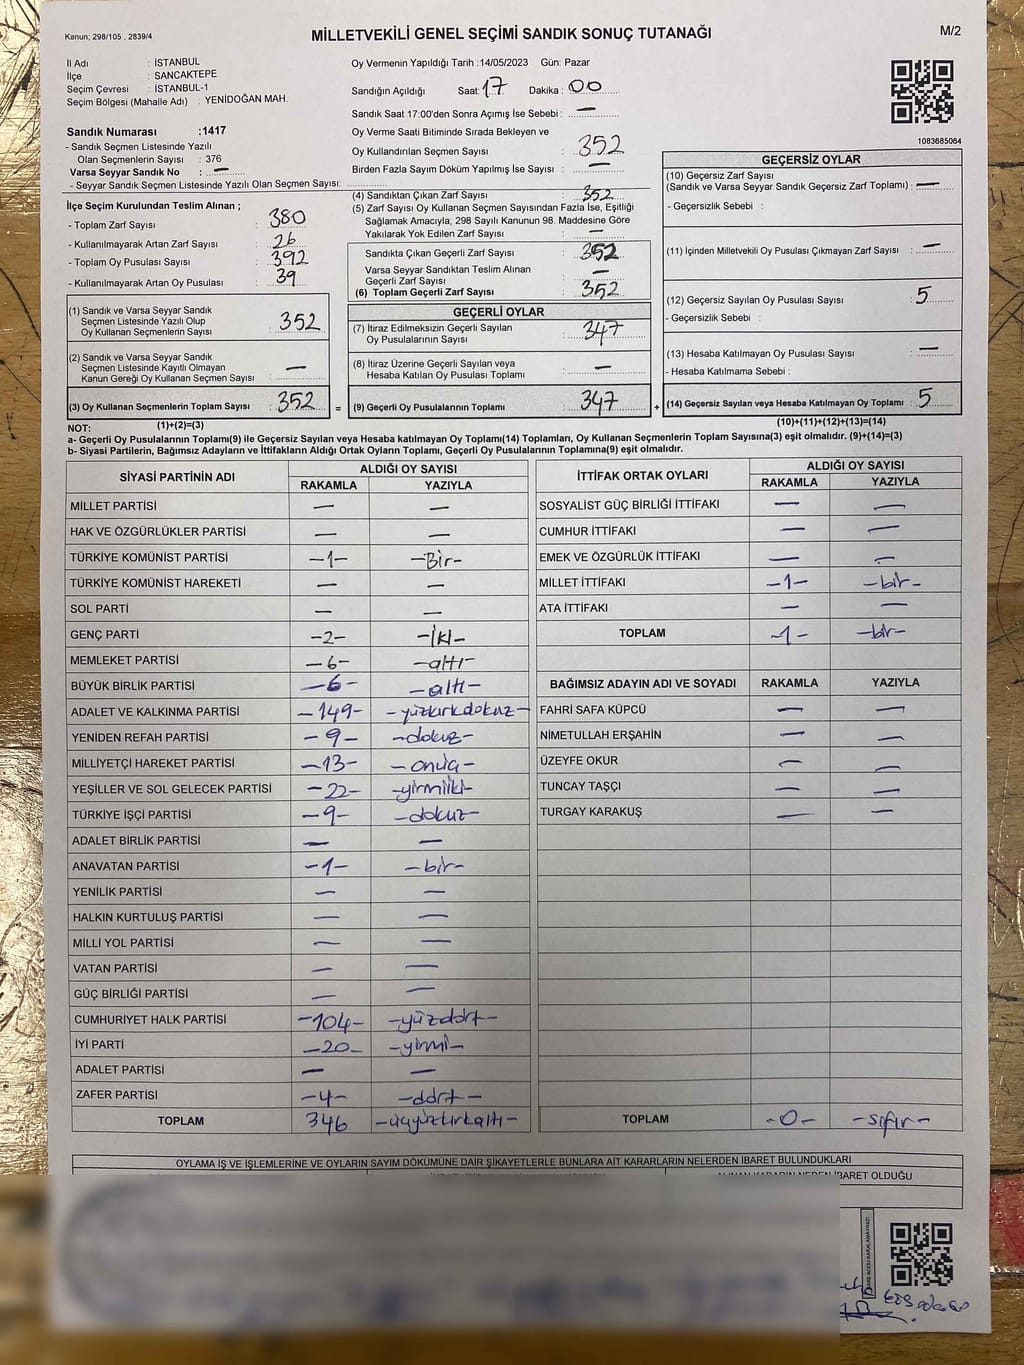 Kanun; 298/105 , 2839/4
MİLLETVEKİLİ GENEL SEÇİMİ SANDIK SONUÇ TUTANAĞI
M/2
İl Adı : İSTANBUL
İlçe : SANCAKTEPE
Seçim Çevresi : İSTANBUL-1
Seçim Bölgesi (Mahalle Adı) : YENİDOĞAN MAH.
Sandık Numarası :1417
- Sandık Seçmen Listesinde Yazılı
Olan Seçmenlerin Sayısı : 376
Varsa Seyyar Sandık No : —
- Seyyar Sandık Seçmen Listesinde Yazılı Olan Seçmen Sayısı:
Oy Vermenin Yapıldığı Tarih :14/05/2023 Gün: Pazar
Sandığın Açıldığı Saat: 17 Dakika : 00
Sandık Saat 17:00'den Sonra Açımış İse Sebebi : —
Oy Verme Saati Bitiminde Sırada Bekleyen ve
Oy Kullandırılan Seçmen Sayısı : 352
Birden Fazla Sayım Döküm Yapılmış İse Sayısı : —
1083685064
İlçe Seçim Kurulundan Teslim Alınan ;
- Toplam Zarf Sayısı : 380
- Kullanılmayarak Artan Zarf Sayısı : 26
- Toplam Oy Pusulası Sayısı : 392
- Kullanılmayarak Artan Oy Pusulası : 39
(1) Sandık ve Varsa Seyyar Sandık
Seçmen Listesinde Yazılı Olup
Oy Kullanan Seçmenlerin Sayısı : 352
(2) Sandık ve Varsa Seyyar Sandık
Seçmen Listesinde Kayıtlı Olmayan
Kanun Gereği Oy Kullanan Seçmen Sayısı : —
(3) Oy Kullanan Seçmenlerin Toplam Sayısı : 352 =
(1)+(2)=(3)
(4) Sandıktan Çıkan Zarf Sayısı : 352
(5) Zarf Sayısı Oy Kullanan Seçmen Sayısından Fazla İse, Eşitliği
Sağlamak Amacıyla; 298 Sayılı Kanunun 98. Maddesine Göre
Yakılarak Yok Edilen Zarf Sayısı : —
Sandıkta Çıkan Geçerli Zarf Sayısı : 352
Varsa Seyyar Sandıktan Teslim Alınan
Geçerli Zarf Sayısı : —
(6) Toplam Geçerli Zarf Sayısı : 352
GEÇERLİ OYLAR
(7) İtiraz Edilmeksizin Geçerli Sayılan
Oy Pusulalarının Sayısı : 347
(8) İtiraz Üzerine Geçerli Sayılan veya
Hesaba Katılan Oy Pusulası Toplamı : —
(9) Geçerli Oy Pusulalarının Toplamı : 347 +
GEÇERSİZ OYLAR
(10) Geçersiz Zarf Sayısı
(Sandık ve Varsa Seyyar Sandık Geçersiz Zarf Toplamı) : —
- Geçersizlik Sebebi :
(11) İçinden Milletvekili Oy Pusulası Çıkmayan Zarf Sayısı : —
(12) Geçersiz Sayılan Oy Pusulası Sayısı : 5
- Geçersizlik Sebebi :
(13) Hesaba Katılmayan Oy Pusulası Sayısı : —
- Hesaba Katılmama Sebebi :
(14) Geçersiz Sayılan veya Hesaba Katılmayan Oy Toplamı : 5
(10)+(11)+(12)+(13)=(14)
NOT:
a- Geçerli Oy Pusulalarının Toplamı(9) ile Geçersiz Sayılan veya Hesaba katılmayan Oy Toplamı(14) Toplamları, Oy Kullanan Seçmenlerin Toplam Sayısına(3) eşit olmalıdır. (9)+(14)=(3)
b- Siyasi Partilerin, Bağımsız Adayların ve İttifakların Aldığı Ortak Oyların Toplamı, Geçerli Oy Pusulalarının Toplamına(9) eşit olmalıdır.
SİYASİ PARTİNİN ADI ALDIĞI OY SAYISI
RAKAMLA YAZIYLA
MİLLET PARTİSİ — —
HAK VE ÖZGÜRLÜKLER PARTİSİ — —
TÜRKİYE KOMÜNİST PARTİSİ -1- -Bir-
TÜRKİYE KOMÜNİST HAREKETİ — —
SOL PARTİ — —
GENÇ PARTİ -2- -İki-
MEMLEKET PARTİSİ -6- -altı-
BÜYÜK BİRLİK PARTİSİ -6- -altı-
ADALET VE KALKINMA PARTİSİ -149- -yüzkırkdokuz-
YENİDEN REFAH PARTİSİ -9- -dokuz-
MİLLİYETÇİ HAREKET PARTİSİ -13- -onüç-
YEŞİLLER VE SOL GELECEK PARTİSİ -22- -yirmiiki-
TÜRKİYE İŞÇİ PARTİSİ -9- -dokuz-
ADALET BİRLİK PARTİSİ — —
ANAVATAN PARTİSİ -1- -bir-
YENİLİK PARTİSİ — —
HALKIN KURTULUŞ PARTİSİ — —
MİLLİ YOL PARTİSİ — —
VATAN PARTİSİ — —
GÜÇ BİRLİĞİ PARTİSİ — —
CUMHURİYET HALK PARTİSİ -104- -yüzdört-
İYİ PARTİ -20- -yirmi-
ADALET PARTİSİ — —
ZAFER PARTİSİ -4- -dört-
TOPLAM 346 -üçyüzkırkaltı-
İTTİFAK ORTAK OYLARI ALDIĞI OY SAYISI
RAKAMLA YAZIYLA
SOSYALİST GÜÇ BİRLİĞİ İTTİFAKI — —
CUMHUR İTTİFAKI — —
EMEK VE ÖZGÜRLÜK İTTİFAKI — —
MİLLET İTTİFAKI -1- -bir-
ATA İTTİFAKI — —
TOPLAM -1- -bir-
BAĞIMSIZ ADAYIN ADI VE SOYADI RAKAMLA YAZIYLA
FAHRİ SAFA KÜPCÜ — —
NİMETULLAH ERŞAHİN — —
ÜZEYFE OKUR — —
TUNCAY TAŞÇI — —
TURGAY KARAKUŞ — —
TOPLAM -0- -sıfır-
OYLAMA İŞ VE İŞLEMLERİNE VE OYLARIN SAYIM DÖKÜMÜNE DAİR ŞİKAYETLERLE BUNLARA AİT KARARLARIN NELERDEN İBARET BULUNDUKLARI
ALINAN KARARIN NEDEN İBARET OLDUĞU